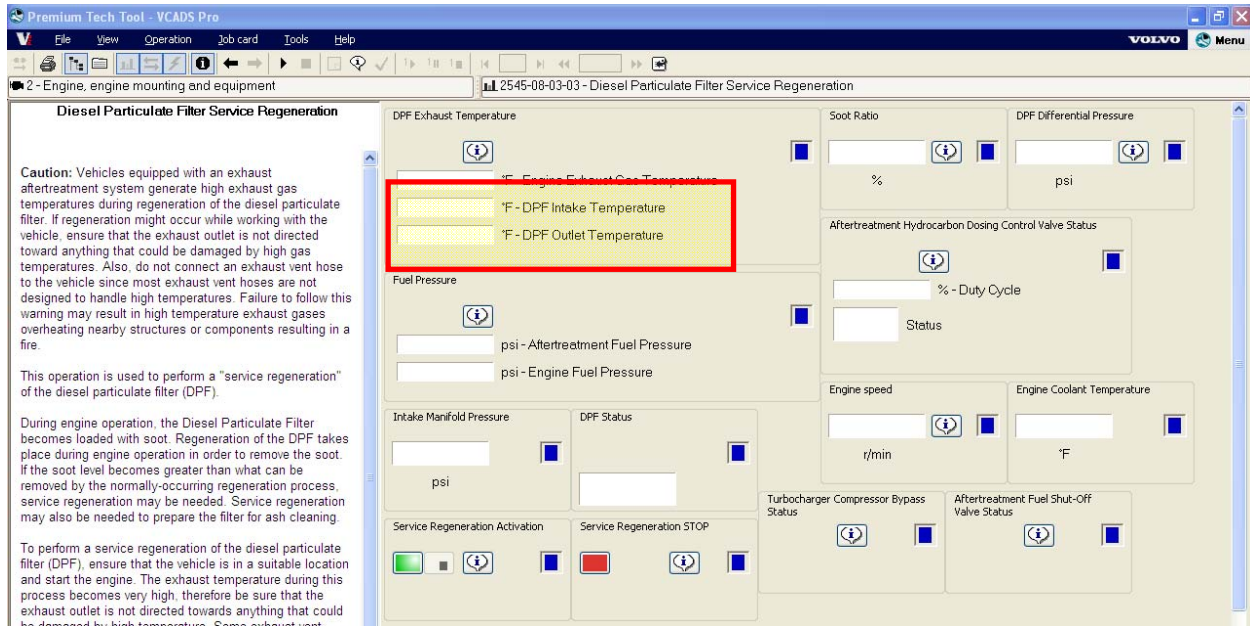 Premium Tech Tool - VCADS Pro
File View Operation Job card Tools Help
VOLVO Menu
2 - Engine, engine mounting and equipment
2545-08-03-03 - Diesel Particulate Filter Service Regeneration
Diesel Particulate Filter Service Regeneration
Caution: Vehicles equipped with an exhaust
aftertreatment system generate high exhaust gas
temperatures during regeneration of the diesel particulate
filter. If regeneration might occur while working with the
vehicle, ensure that the exhaust outlet is not directed
toward anything that could be damaged by high gas
temperatures. Also, do not connect an exhaust vent hose
to the vehicle since most exhaust vent hoses are not
designed to handle high temperatures. Failure to follow this
warning may result in high temperature exhaust gases
overheating nearby structures or components resulting in a
fire.
This operation is used to perform a "service regeneration"
of the diesel particulate filter (DPF).
During engine operation, the Diesel Particulate Filter
becomes loaded with soot. Regeneration of the DPF takes
place during engine operation in order to remove the soot.
If the soot level becomes greater than what can be
removed by the normally-occurring regeneration process,
service regeneration may be needed. Service regeneration
may also be needed to prepare the filter for ash cleaning.
To perform a service regeneration of the diesel particulate
filter (DPF), ensure that the vehicle is in a suitable location
and start the engine. The exhaust temperature during this
process becomes very high, therefore be sure that the
exhaust outlet is not directed towards anything that could
be damaged by high temperature. Some exhaust vent
DPF Exhaust Temperature
°F - Engine Exhaust Gas Temperature
°F - DPF Intake Temperature
°F - DPF Outlet Temperature
Soot Ratio
%
DPF Differential Pressure
psi
Aftertreatment Hydrocarbon Dosing Control Valve Status
% - Duty Cycle
Status
Fuel Pressure
psi - Aftertreatment Fuel Pressure
psi - Engine Fuel Pressure
Engine speed
r/min
Engine Coolant Temperature
°F
Intake Manifold Pressure
psi
DPF Status
Turbocharger Compressor Bypass
Status
Aftertreatment Fuel Shut-Off
Valve Status
Service Regeneration Activation
Service Regeneration STOP